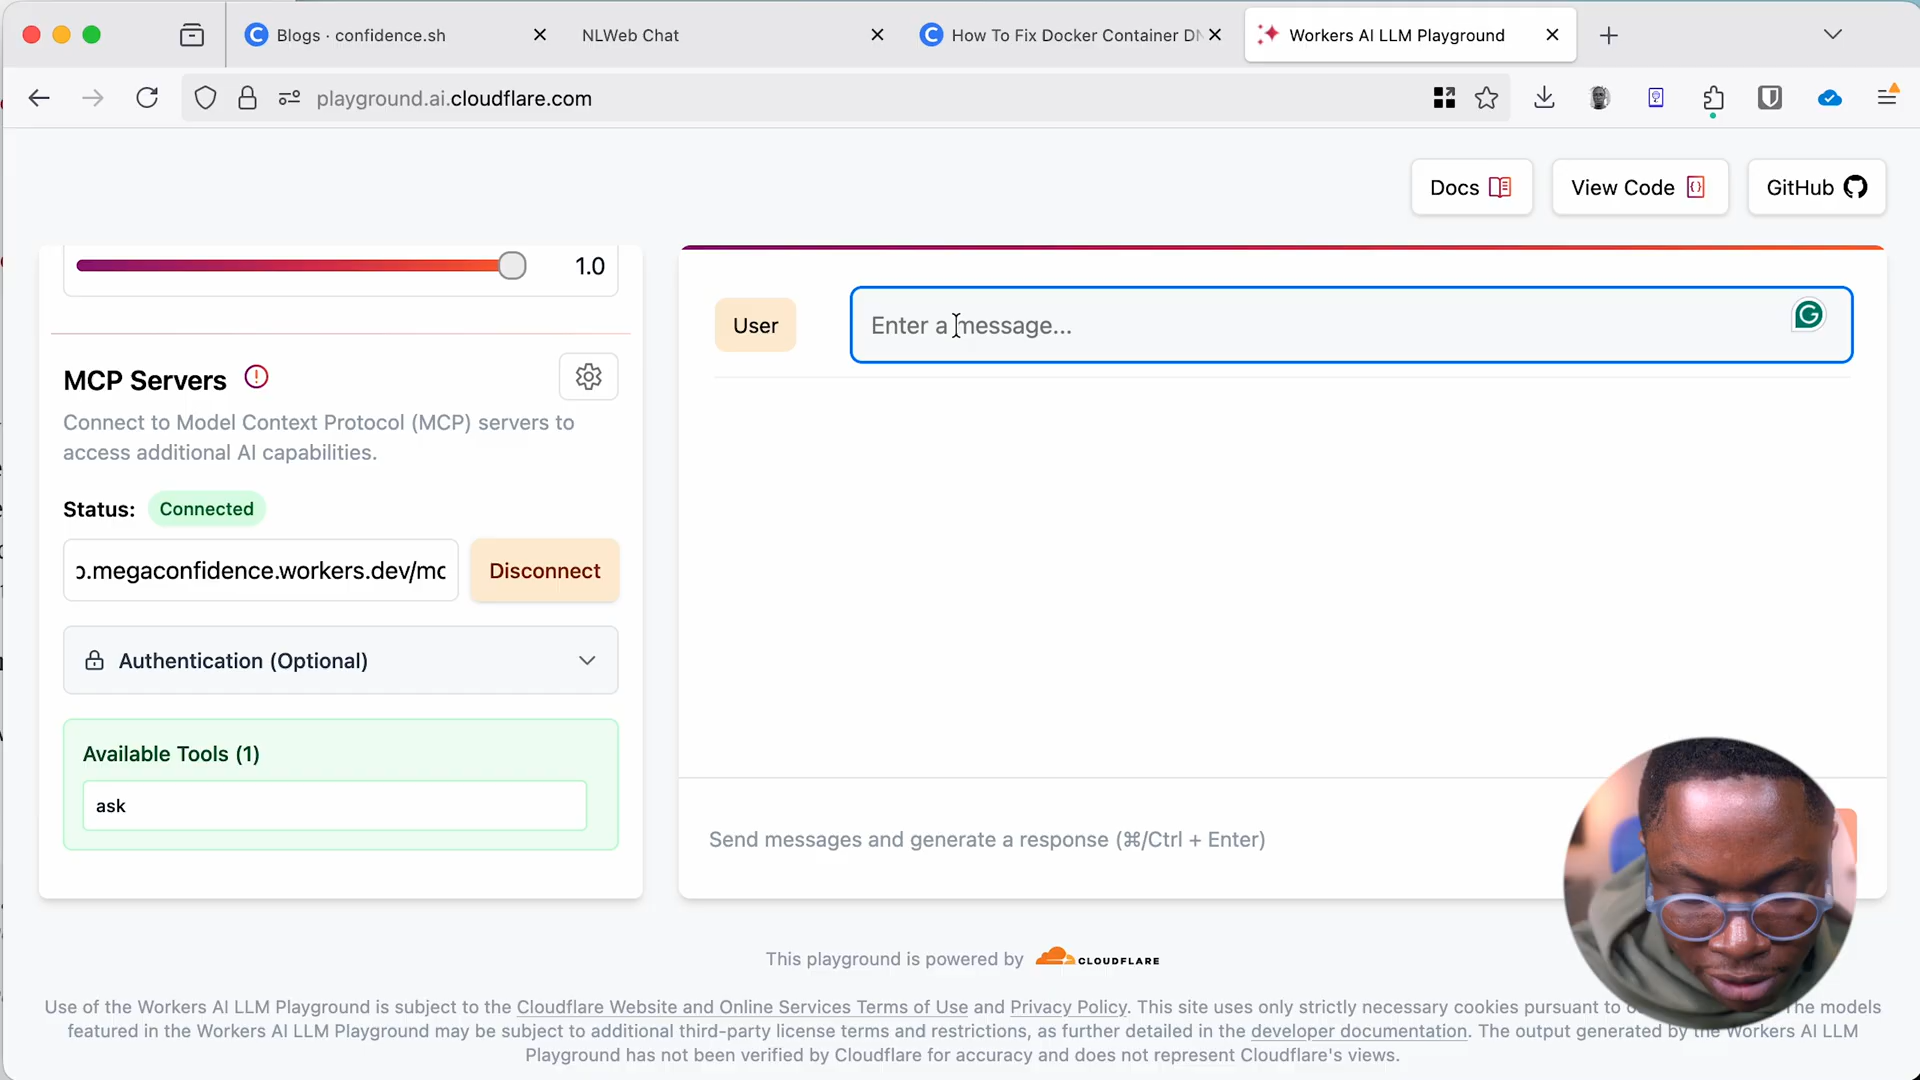 Blogs · confidence.sh
NLWeb Chat
How To Fix Docker Container DN
Workers AI LLM Playground
playground.ai.cloudflare.com
Docs
View Code
GitHub
1.0
User
Enter a message...
MCP Servers
Connect to Model Context Protocol (MCP) servers to
access additional AI capabilities.
Status: Connected
o.megaconfidence.workers.dev/mc
Disconnect
Authentication (Optional)
Available Tools (1)
ask
Send messages and generate a response (⌘/Ctrl + Enter)
This playground is powered by CLOUDFLARE
Use of the Workers AI LLM Playground is subject to the Cloudflare Website and Online Services Terms of Use and Privacy Policy. This site uses only strictly necessary cookies pursuant to The models
featured in the Workers AI LLM Playground may be subject to additional third-party license terms and restrictions, as further detailed in the developer documentation. The output generated by the Workers AI LLM
Playground has not been verified by Cloudflare for accuracy and does not represent Cloudflare's views.